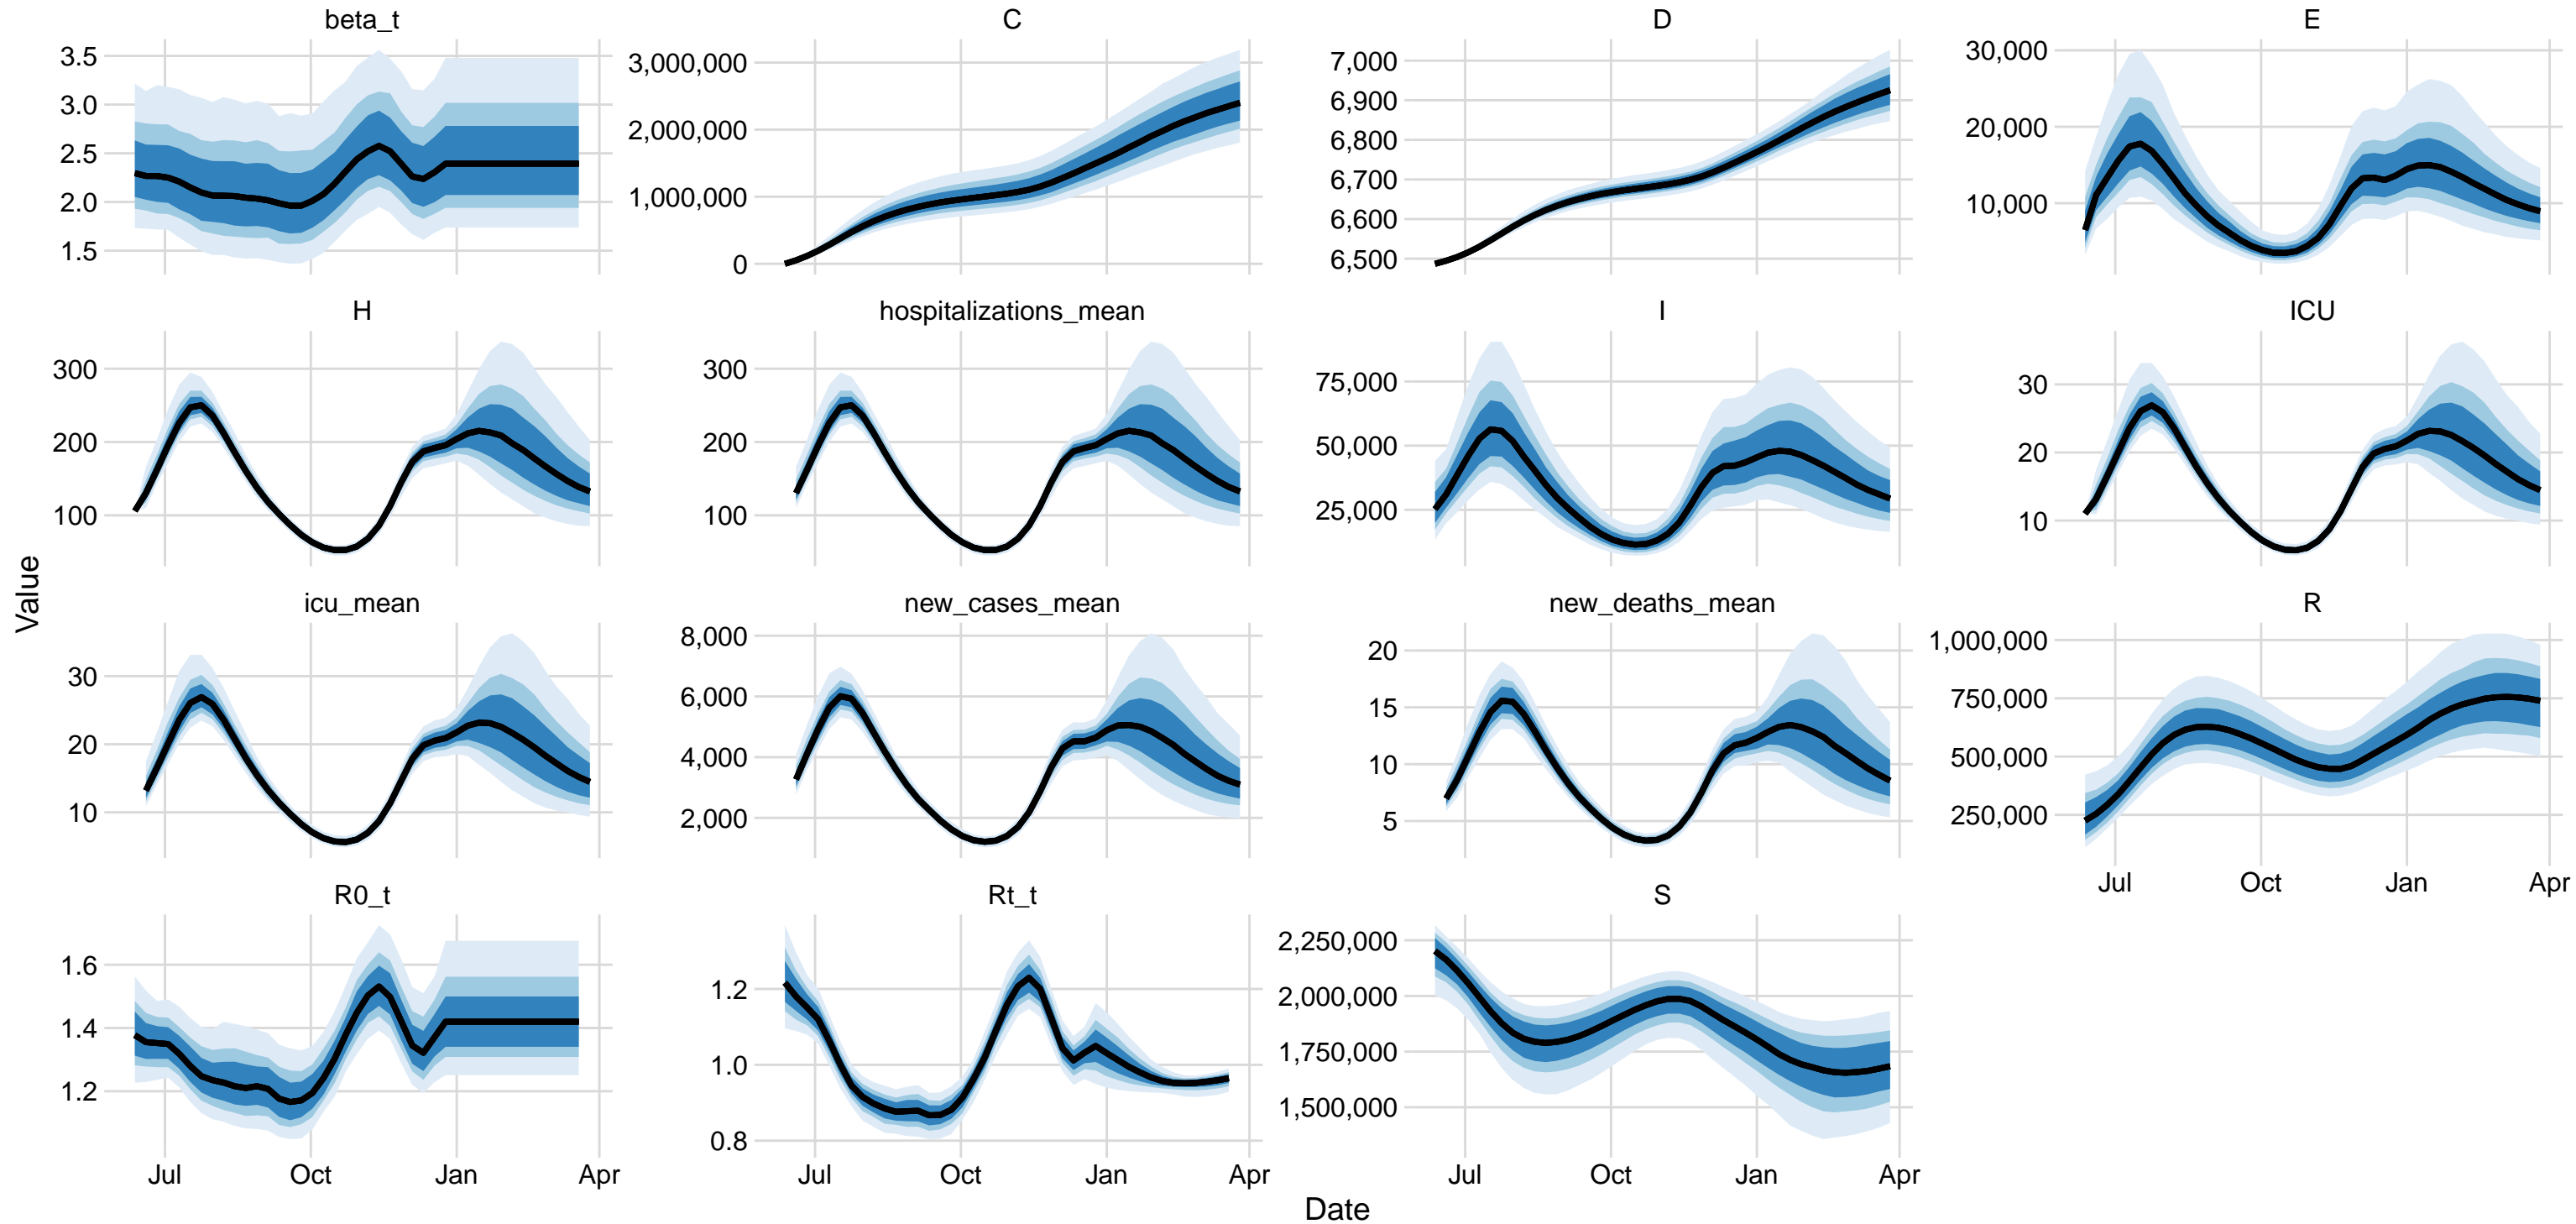 beta_t
C
D
E
3.5
3.0
2.5
2.0
1.5
3,000,000
2,000,000
1,000,000
0
7,000
6,900
6,800
6,700
6,600
6,500
30,000
20,000
10,000
H
hospitalizations_mean
I
ICU
300
200
100
300
200
100
75,000
50,000
25,000
30
20
10
icu_mean
new_cases_mean
new_deaths_mean
R
30
20
10
8,000
6,000
4,000
2,000
20
15
10
5
1,000,000
750,000
500,000
250,000
Jul Oct Jan Apr
R0_t
Rt_t
S
1.6
1.4
1.2
1.2
1.0
0.8
2,250,000
2,000,000
1,750,000
1,500,000
Jul Oct Jan Apr
Jul Oct Jan Apr
Jul Oct Jan Apr
Value
Date